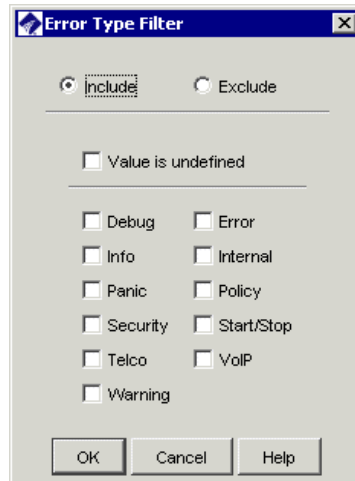 Error Type Filter
Include Exclude
Value is undefined
Debug Error
Info Internal
Panic Policy
Security Start/Stop
Telco VoIP
Warning
OK Cancel Help